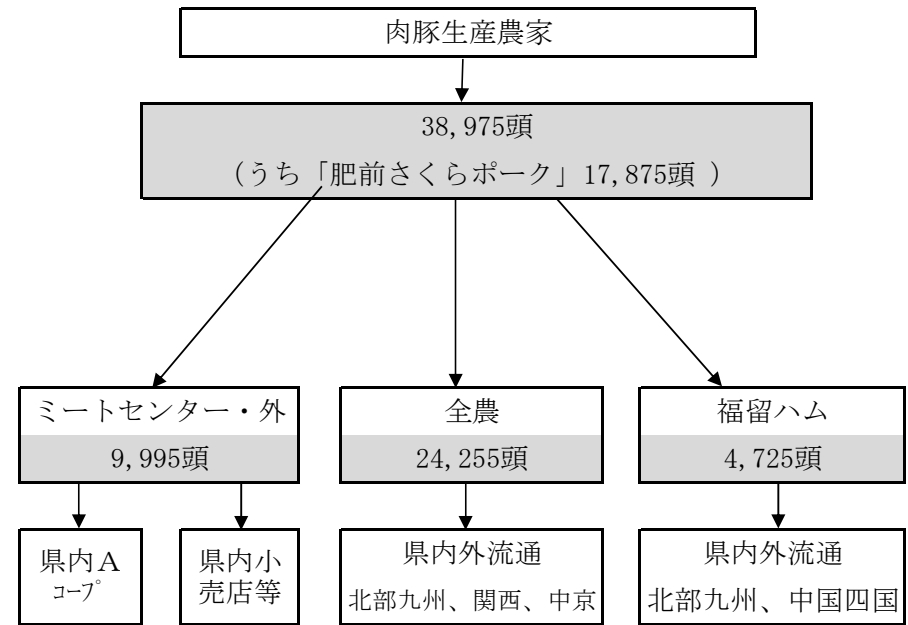 肉豚生産農家
38,975頭
（うち「肥前さくらポーク」17,875頭 ）
ミートセンター・外
9,995頭
全農
24,255頭
福留ハム
4,725頭
県内Ａ
ｺｰﾌﾟ
県内小
売店等
県内外流通
北部九州、関西、中京
県内外流通
北部九州、中国四国